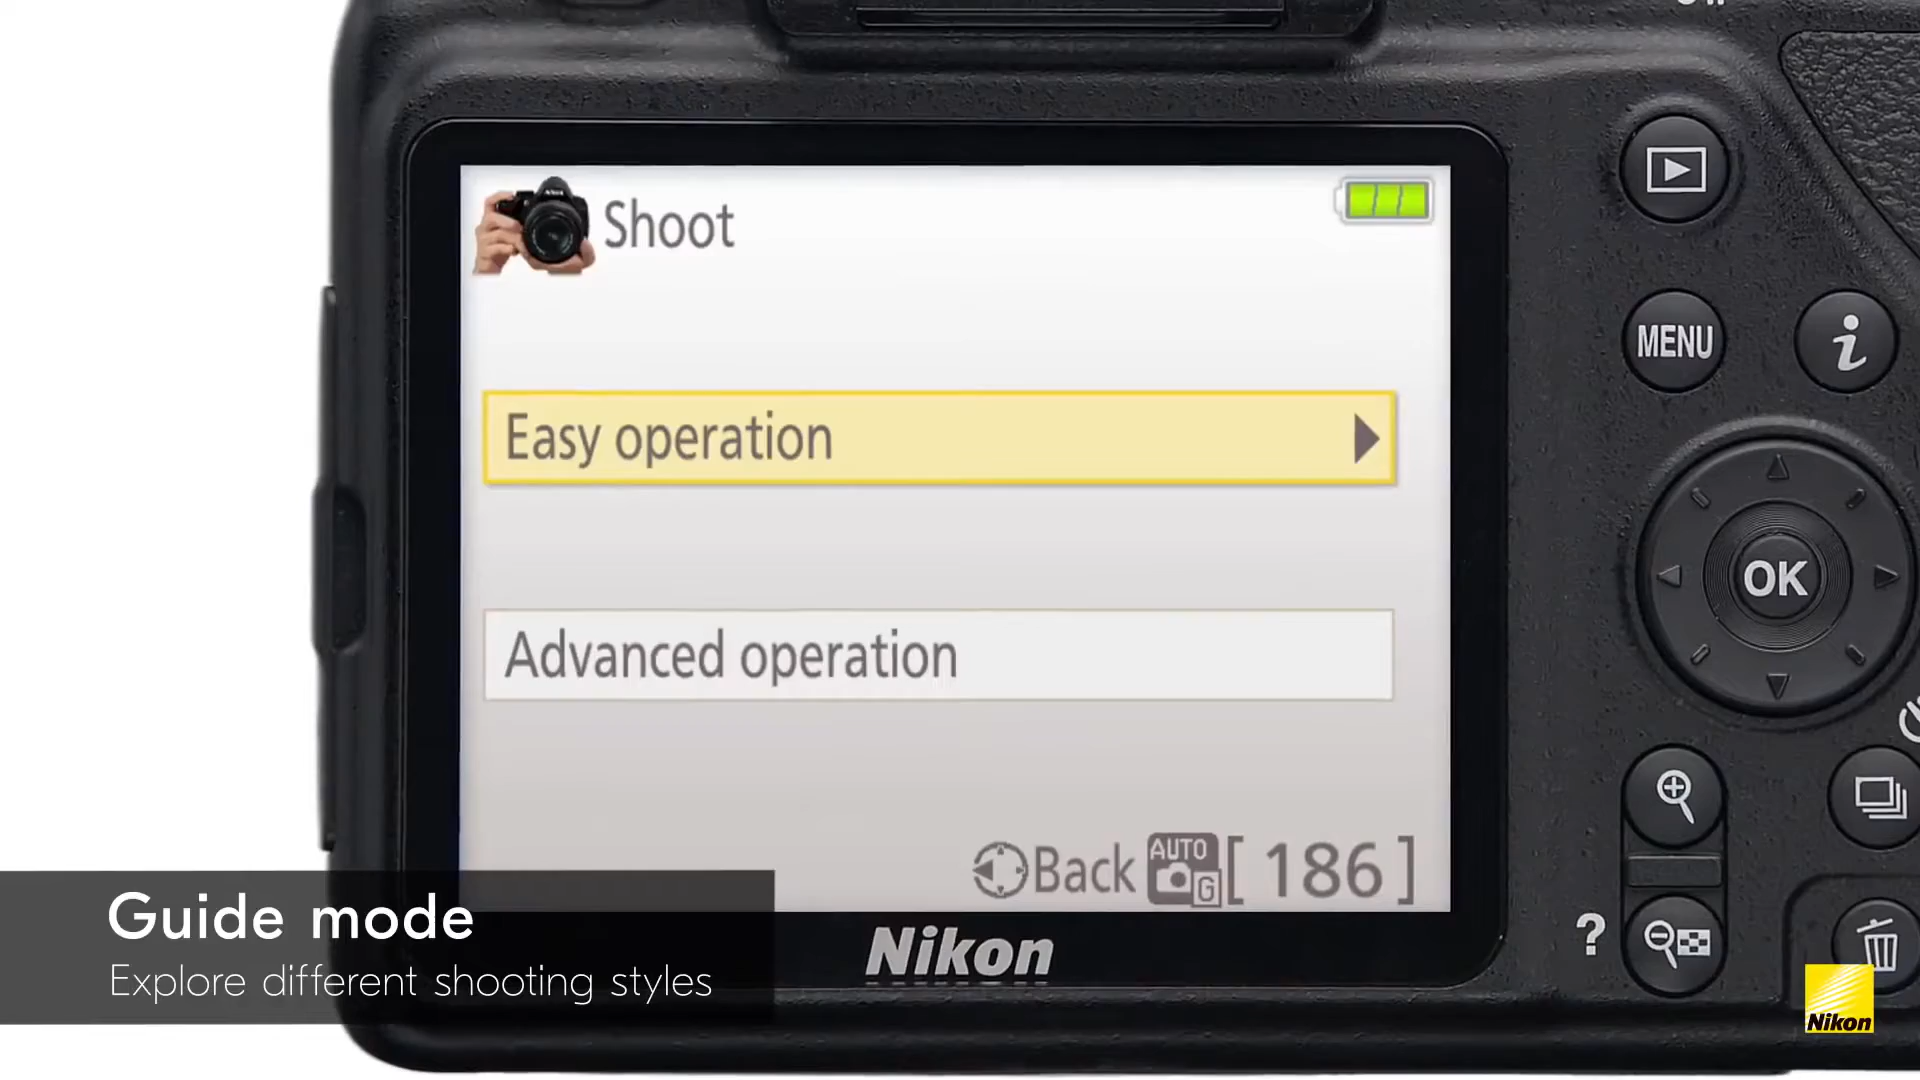 Shoot
Easy operation
Advanced operation
Back AUTO G [ 186 ]
Nikon
MENU
i
OK
?
Guide mode
Explore different shooting styles
Nikon